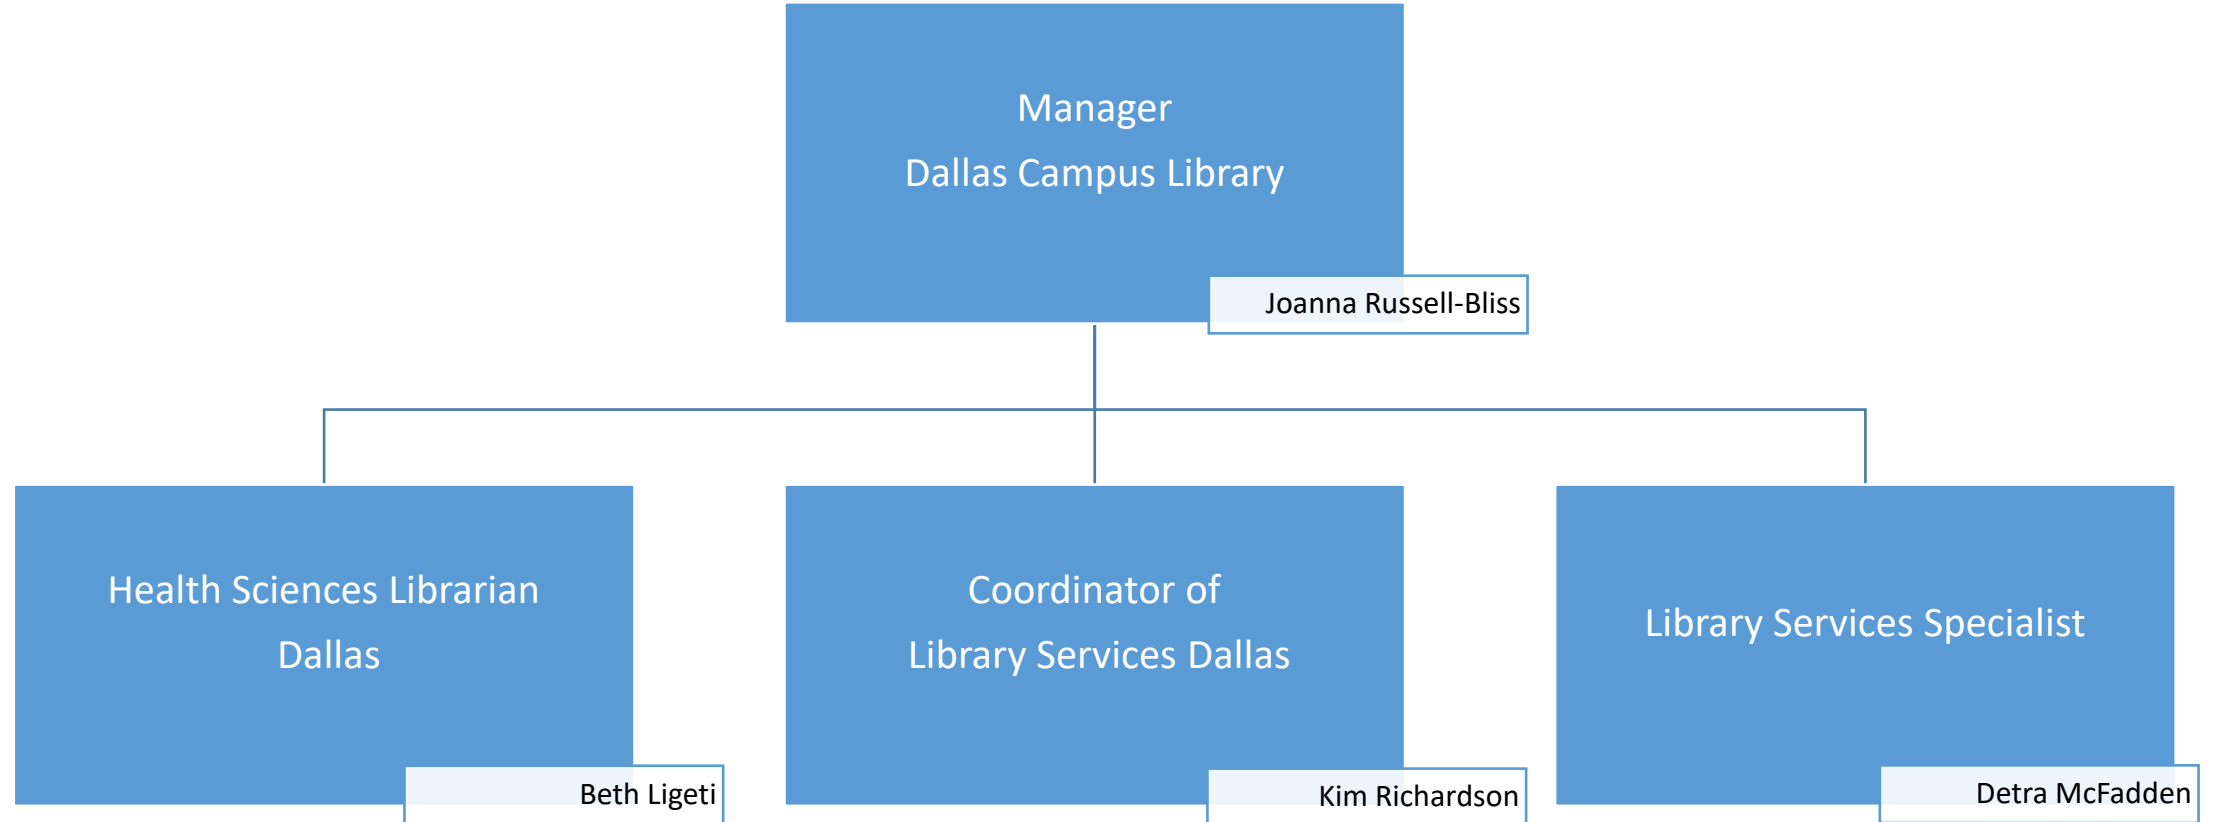 Manager
Dallas Campus Library
Joanna Russell-Bliss
Health Sciences Librarian
Dallas
Beth Ligeti
Coordinator of
Library Services Dallas
Kim Richardson
Library Services Specialist
Detra McFadden